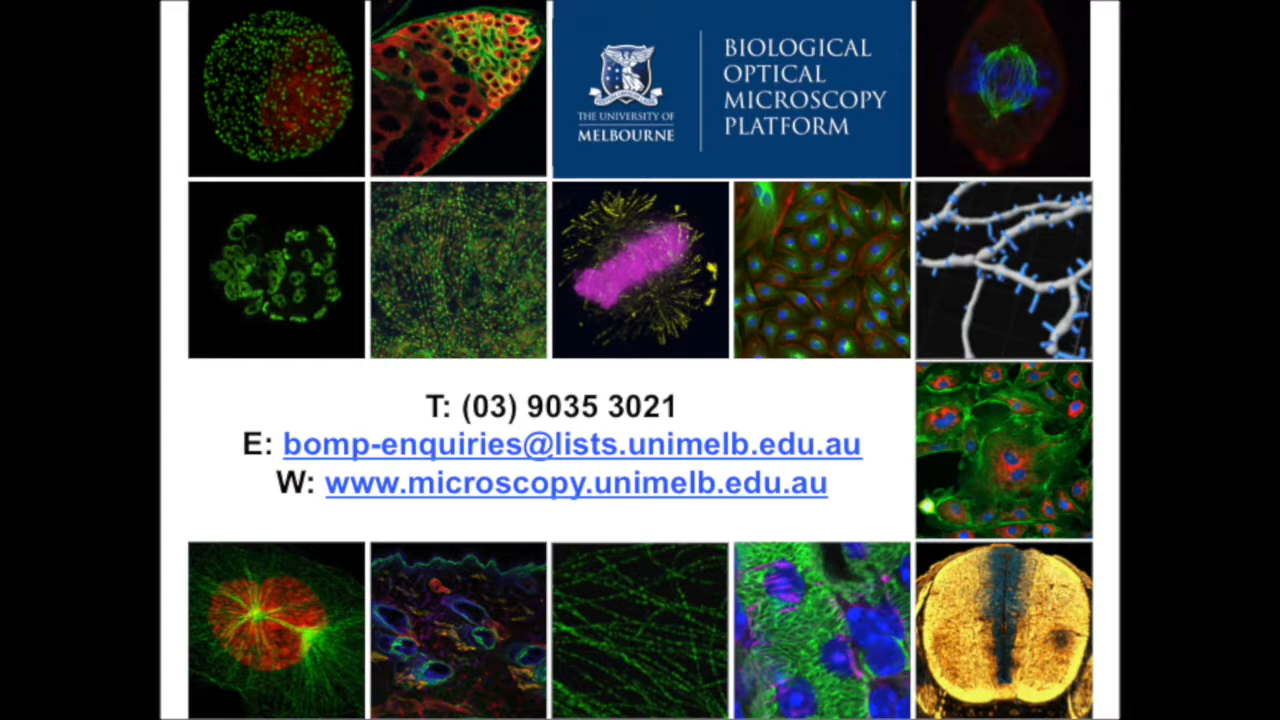 THE UNIVERSITY OF
MELBOURNE
BIOLOGICAL
OPTICAL
MICROSCOPY
PLATFORM
T: (03) 9035 3021
E: bomp-enquiries@lists.unimelb.edu.au
W: www.microscopy.unimelb.edu.au